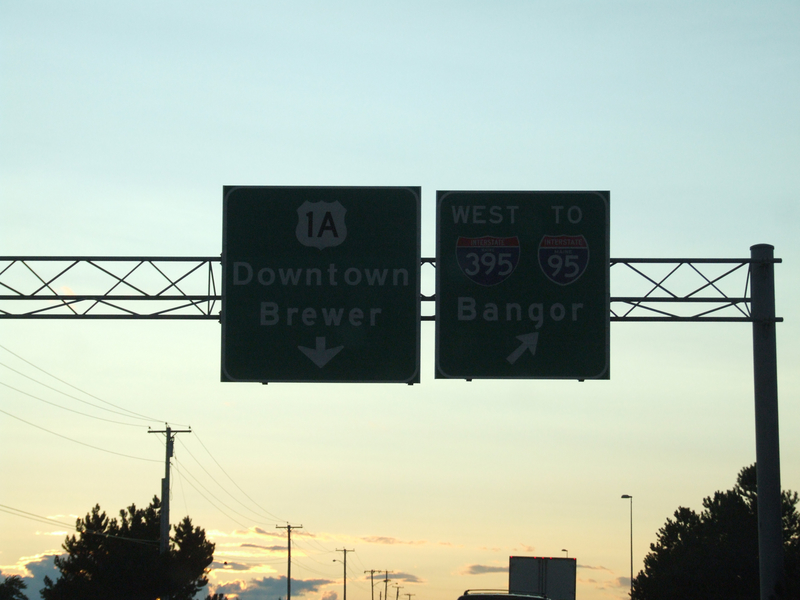 1A
Downtown
Brewer
WEST TO
INTERSTATE INTERSTATE
395 95
Bangor